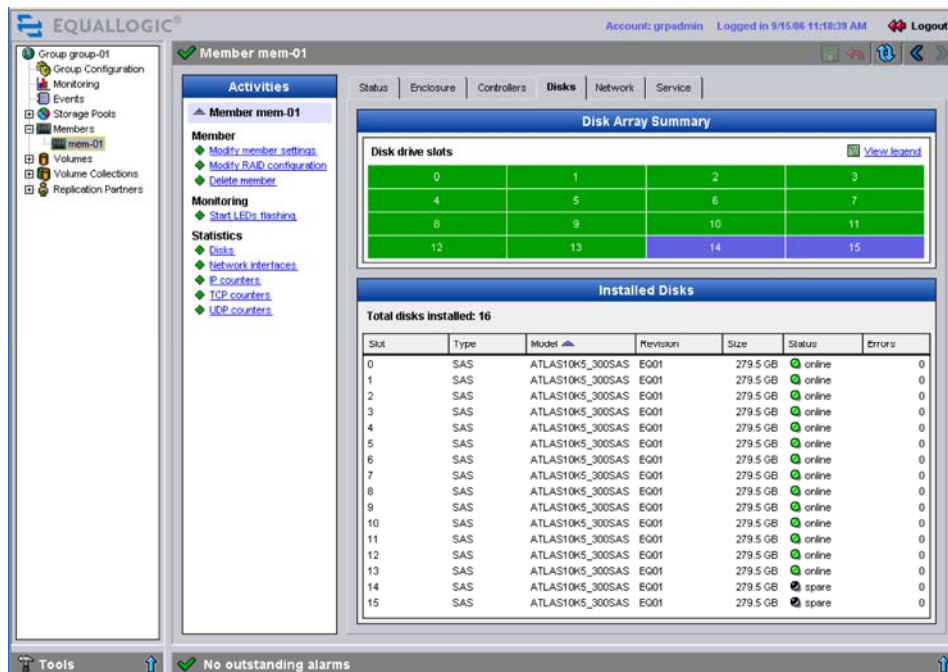 EQUALLOGIC®
Account: grpadmin Logged in 9/15/06 11:18:39 AM Logout
Group group-01
Group Configuration
Monitoring
Events
Storage Pools
Members
mem-01
Volumes
Volume Collections
Replication Partners
Member mem-01
Activities
Member mem-01
Member
Modify member settings
Modify RAID configuration
Delete member
Monitoring
Start LEDs flashing
Statistics
Disks
Network interfaces
IP counters
TCP counters
UDP counters
Status Enclosure Controllers Disks Network Service
Disk Array Summary
Disk drive slots View legend
0 1 2 3
4 5 6 7
8 9 10 11
12 13 14 15
Installed Disks
Total disks installed: 16
Slot Type Model Revision Size Status Errors
0 SAS ATLAS10K5_300SAS EQ01 279.5 GB online 0
1 SAS ATLAS10K5_300SAS EQ01 279.5 GB online 0
2 SAS ATLAS10K5_300SAS EQ01 279.5 GB online 0
3 SAS ATLAS10K5_300SAS EQ01 279.5 GB online 0
4 SAS ATLAS10K5_300SAS EQ01 279.5 GB online 0
5 SAS ATLAS10K5_300SAS EQ01 279.5 GB online 0
6 SAS ATLAS10K5_300SAS EQ01 279.5 GB online 0
7 SAS ATLAS10K5_300SAS EQ01 279.5 GB online 0
8 SAS ATLAS10K5_300SAS EQ01 279.5 GB online 0
9 SAS ATLAS10K5_300SAS EQ01 279.5 GB online 0
10 SAS ATLAS10K5_300SAS EQ01 279.5 GB online 0
11 SAS ATLAS10K5_300SAS EQ01 279.5 GB online 0
12 SAS ATLAS10K5_300SAS EQ01 279.5 GB online 0
13 SAS ATLAS10K5_300SAS EQ01 279.5 GB online 0
14 SAS ATLAS10K5_300SAS EQ01 279.5 GB spare 0
15 SAS ATLAS10K5_300SAS EQ01 279.5 GB spare 0
Tools
No outstanding alarms